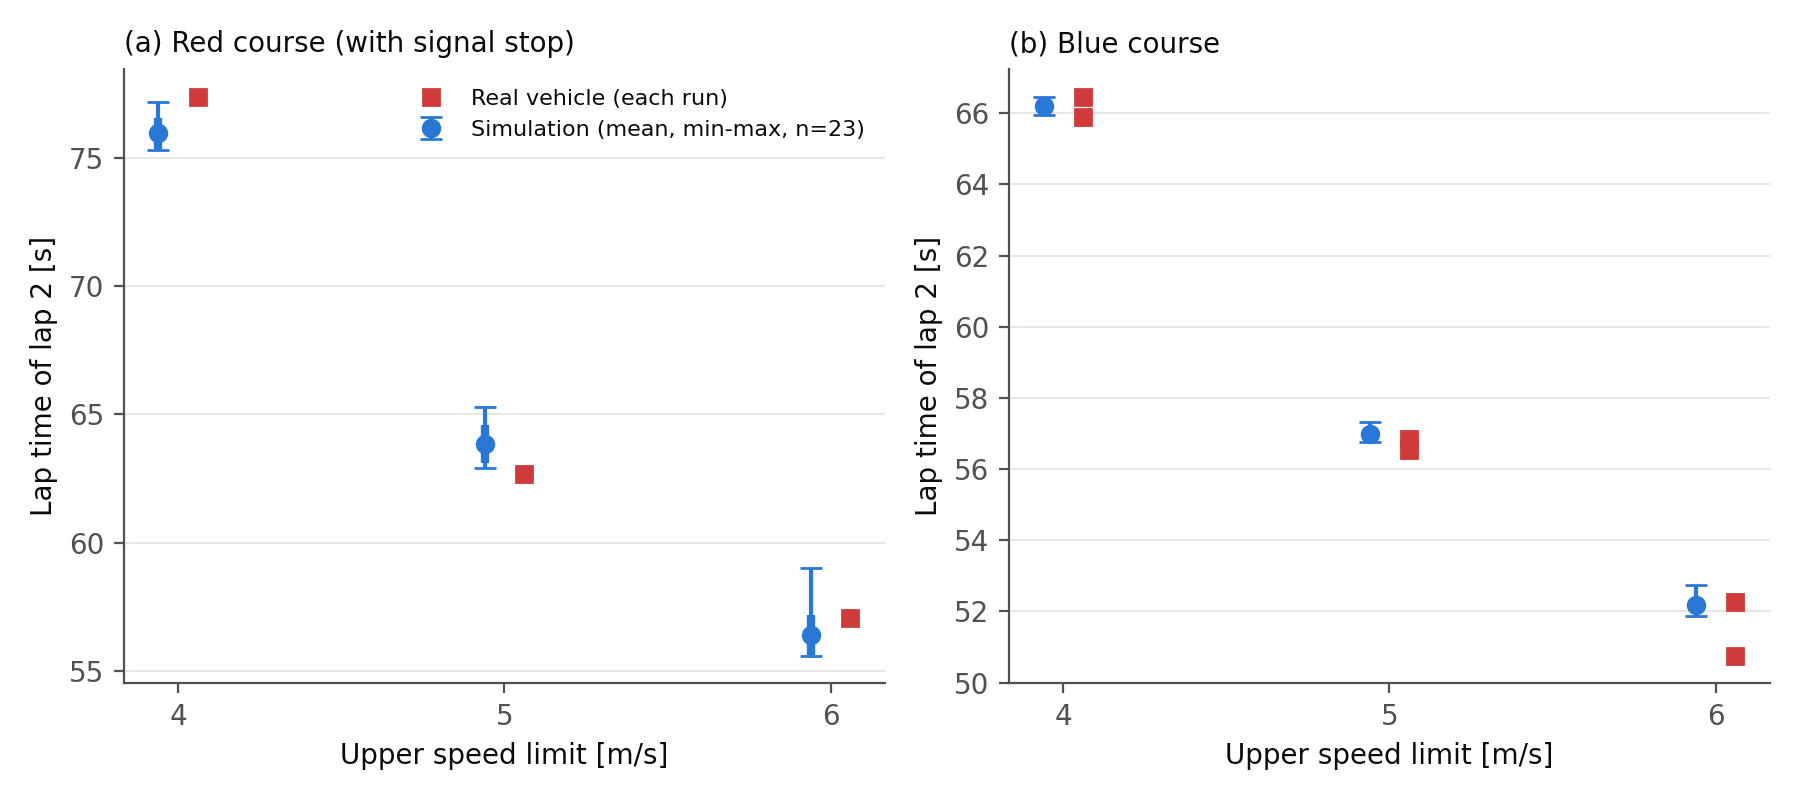 (a) Red course (with signal stop)
Real vehicle (each run)
Simulation (mean, min-max, n=23)
Lap time of lap 2 [s]
75
70
65
60
55
4
5
6
Upper speed limit [m/s]
(b) Blue course
Lap time of lap 2 [s]
66
64
62
60
58
56
54
52
50
4
5
6
Upper speed limit [m/s]